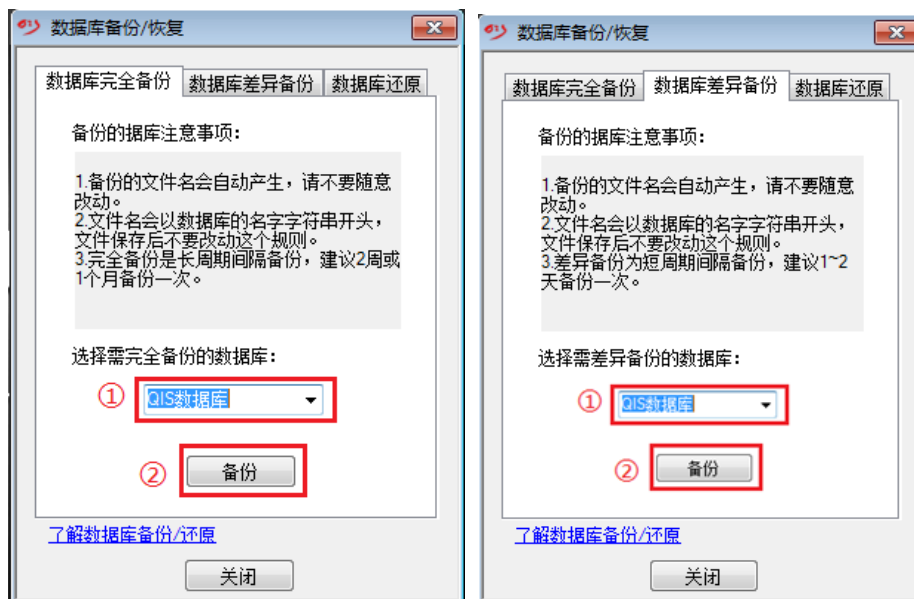 数据库备份/恢复
数据库完全备份 数据库差异备份 数据库还原
备份的据库注意事项：
1.备份的文件名会自动产生，请不要随意
改动。
2.文件名会以数据库的名字字符串开头，
文件保存后不要改动这个规则。
3.完全备份是长周期间隔备份，建议2周或
1个月备份一次。
选择需完全备份的数据库：
① QIS数据库
② 备份
了解数据库备份/还原
关闭
数据库备份/恢复
数据库完全备份 数据库差异备份 数据库还原
备份的据库注意事项：
1.备份的文件名会自动产生，请不要随意
改动。
2.文件名会以数据库的名字字符串开头，
文件保存后不要改动这个规则。
3.差异备份为短周期间隔备份，建议1~2
天备份一次。
选择需差异备份的数据库：
① QIS数据库
② 备份
了解数据库备份/还原
关闭